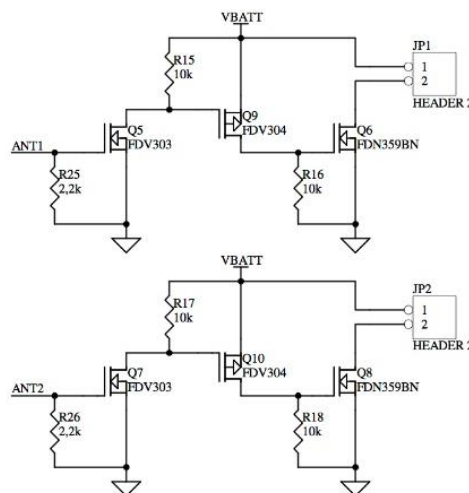 VBATT
JP1
R15
10k
1
2
HEADER 2
Q9
FDV304
Q5
FDV303
Q6
FDN359BN
ANT1
R25
2,2k
R16
10k
VBATT
JP2
R17
10k
1
2
HEADER 2
Q10
FDV304
Q7
FDV303
Q8
FDN359BN
ANT2
R26
2,2k
R18
10k